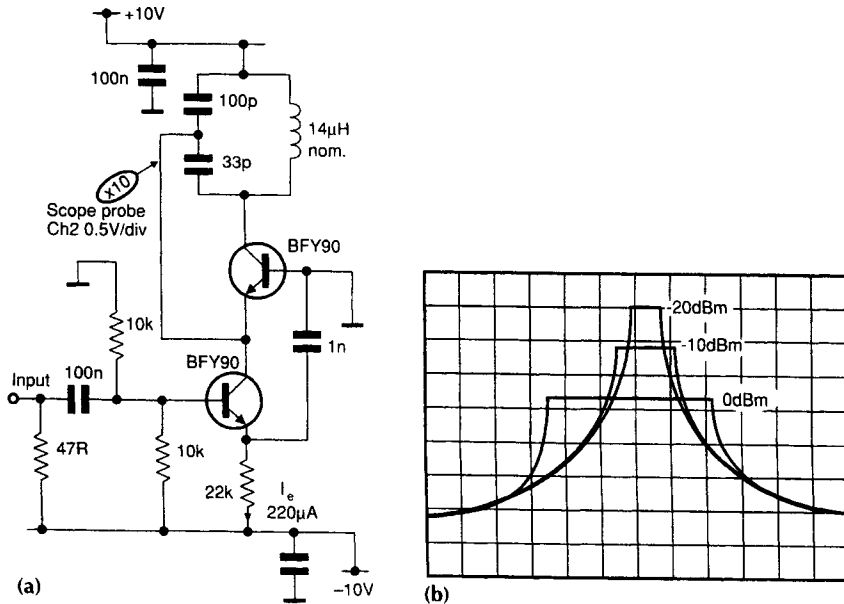 +10V
100n
100p
14µH
nom.
33p
x10
Scope probe
Ch2 0.5V/div
BFY90
10k
1n
BFY90
Input
100n
47R
10k
22k
Ie
220µA
–10V
(a)
-20dBm
-10dBm
0dBm
(b)